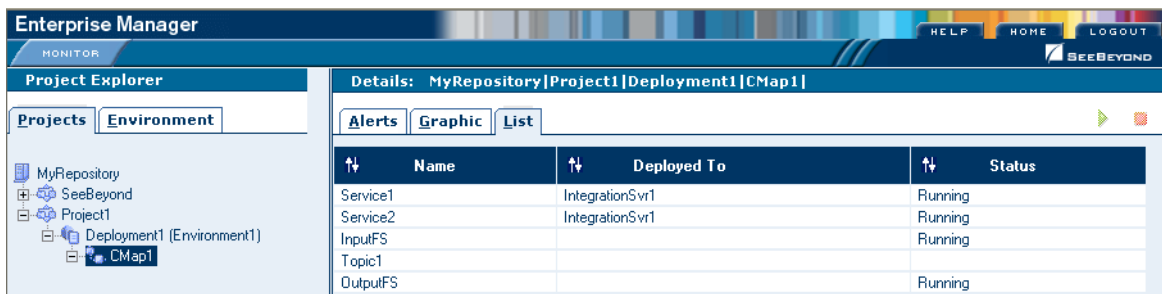 Enterprise Manager
HELP HOME LOGOUT
MONITOR
SEEBEYOND
Project Explorer
Details: MyRepository|Project1|Deployment1|CMap1|
Projects Environment
Alerts Graphic List
MyRepository
SeeBeyond
Project1
Deployment1 (Environment1)
CMap1
Name Deployed To Status
Service1 IntegrationSvr1 Running
Service2 IntegrationSvr1 Running
InputFS Running
Topic1
OutputFS Running